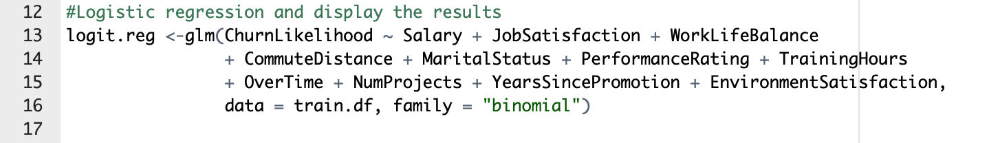 12 #Logistic regression and display the results
13 logit.reg <-glm(ChurnLikelihood ~ Salary + JobSatisfaction + WorkLifeBalance
14 + CommuteDistance + MaritalStatus + PerformanceRating + TrainingHours
15 + OverTime + NumProjects + YearsSincePromotion + EnvironmentSatisfaction,
16 data = train.df, family = "binomial")
17